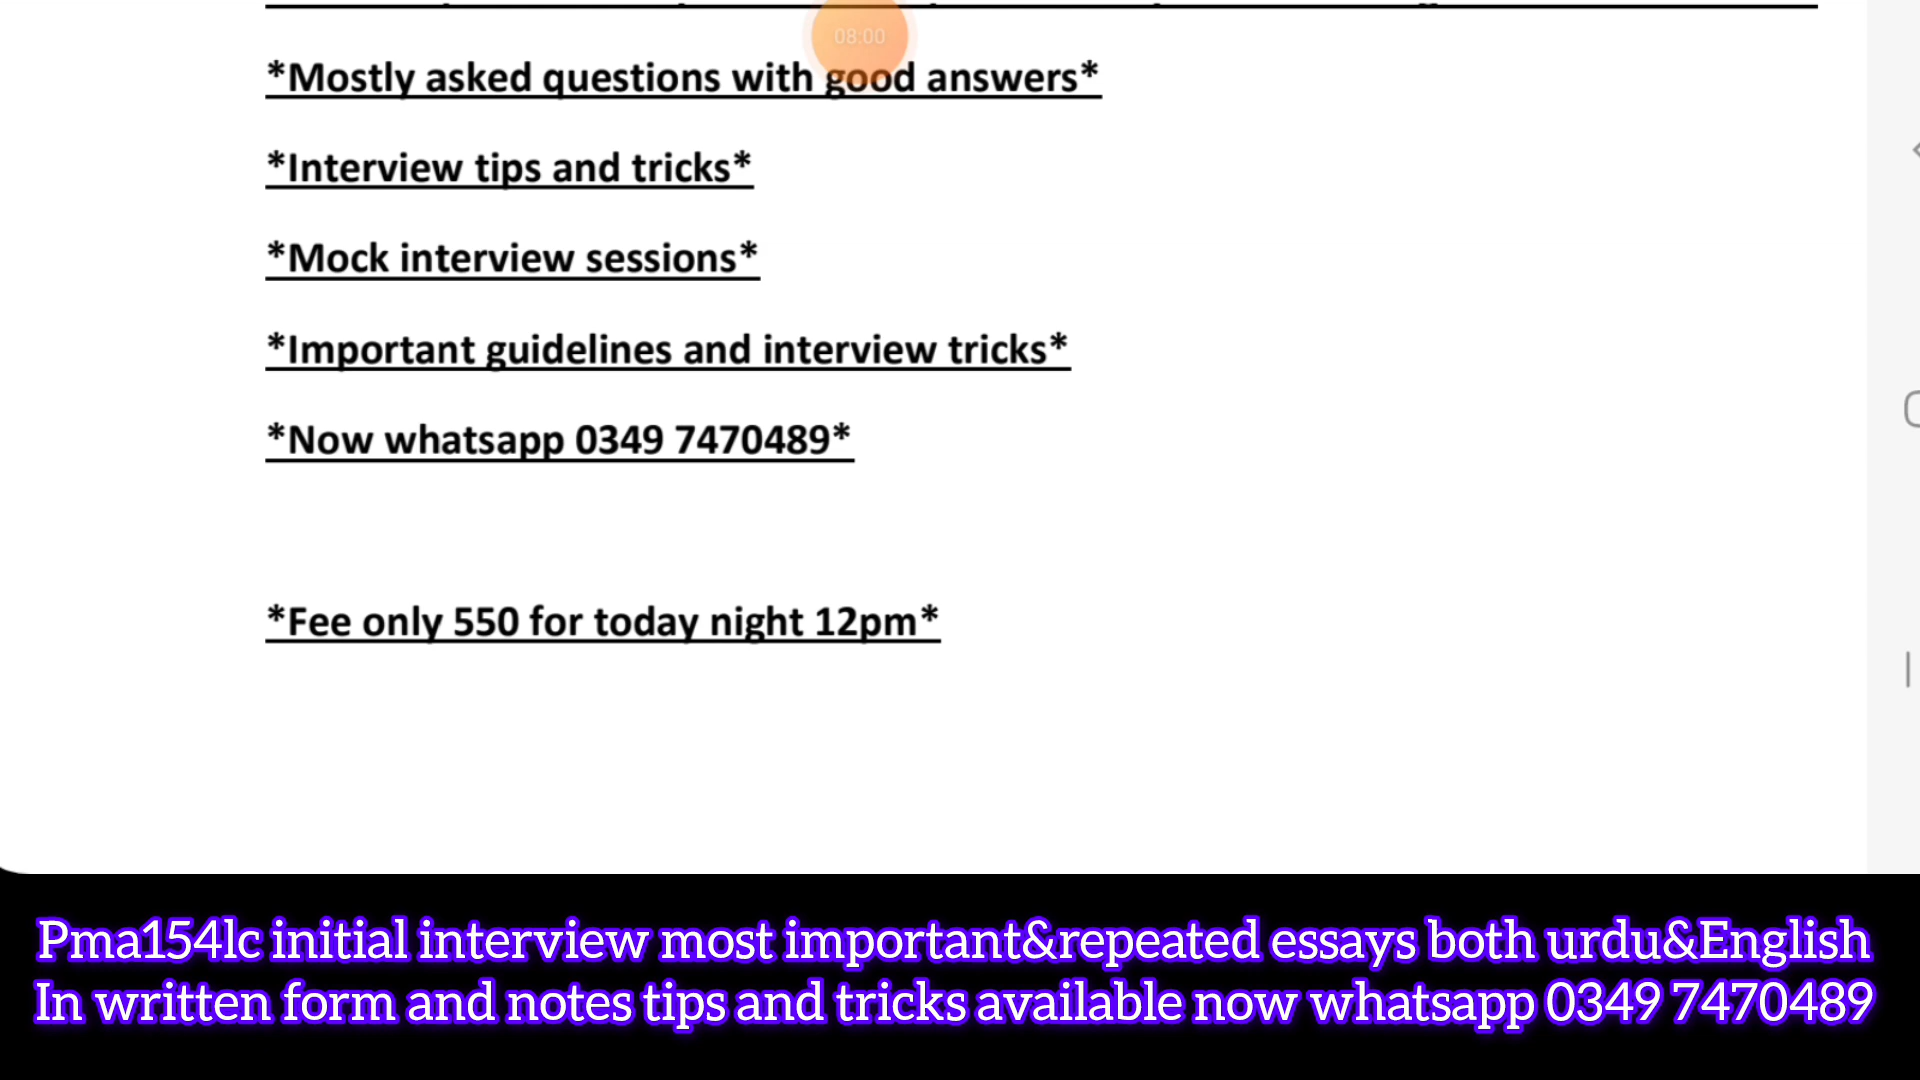 08:00
*Mostly asked questions with good answers*
*Interview tips and tricks*
*Mock interview sessions*
*Important guidelines and interview tricks*
*Now whatsapp 0349 7470489*
*Fee only 550 for today night 12pm*
Pma154lc initial interview most important&repeated essays both urdu&English
In written form and notes tips and tricks available now whatsapp 0349 7470489